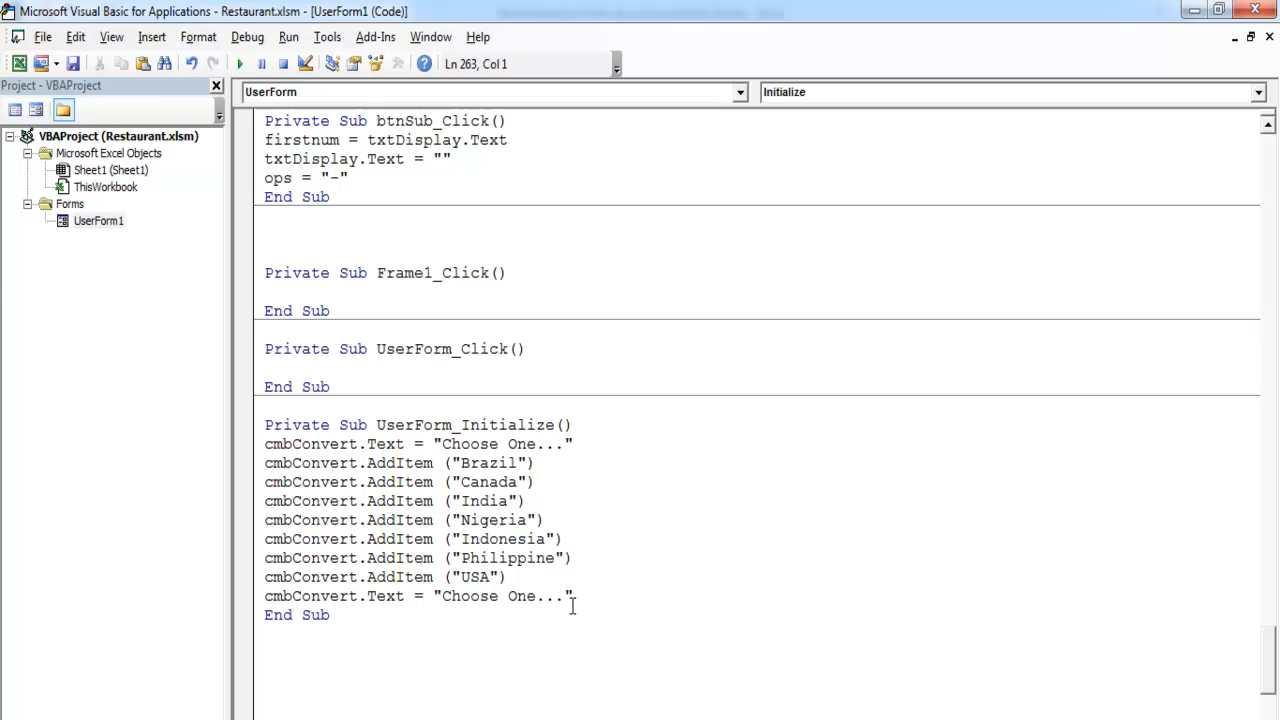 Microsoft Visual Basic for Applications - Restaurant.xlsm - [UserForm1 (Code)]
File Edit View Insert Format Debug Run Tools Add-Ins Window Help
Ln 263, Col 1
Project - VBAProject
VBAProject (Restaurant.xlsm)
Microsoft Excel Objects
Sheet1 (Sheet1)
ThisWorkbook
Forms
UserForm1
UserForm Initialize
Private Sub btnSub_Click()
firstnum = txtDisplay.Text
txtDisplay.Text = ""
ops = "-"
End Sub
Private Sub Frame1_Click()
End Sub
Private Sub UserForm_Click()
End Sub
Private Sub UserForm_Initialize()
cmbConvert.Text = "Choose One..."
cmbConvert.AddItem ("Brazil")
cmbConvert.AddItem ("Canada")
cmbConvert.AddItem ("India")
cmbConvert.AddItem ("Nigeria")
cmbConvert.AddItem ("Indonesia")
cmbConvert.AddItem ("Philippine")
cmbConvert.AddItem ("USA")
cmbConvert.Text = "Choose One..."
End Sub